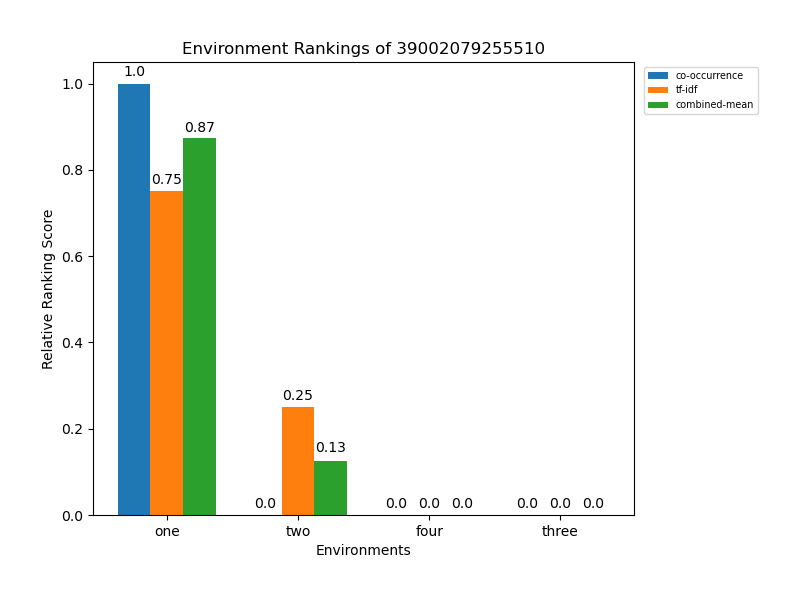 Environment Rankings of 39002079255510
co-occurrence
tf-idf
combined-mean
1.0
0.75
0.87
0.0
0.25
0.13
0.0
0.0
0.0
0.0
0.0
0.0
Relative Ranking Score
1.0
0.8
0.6
0.4
0.2
0.0
one
two
four
three
Environments